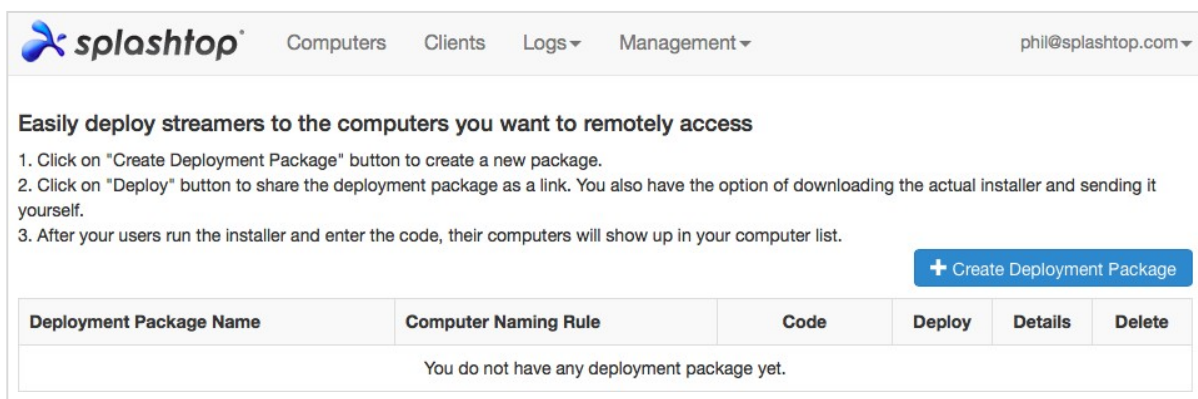 splashtop Computers Clients Logs Management phil@splashtop.com
Easily deploy streamers to the computers you want to remotely access
1. Click on "Create Deployment Package" button to create a new package.
2. Click on "Deploy" button to share the deployment package as a link. You also have the option of downloading the actual installer and sending it
yourself.
3. After your users run the installer and enter the code, their computers will show up in your computer list.
+ Create Deployment Package
Deployment Package Name Computer Naming Rule Code Deploy Details Delete
You do not have any deployment package yet.